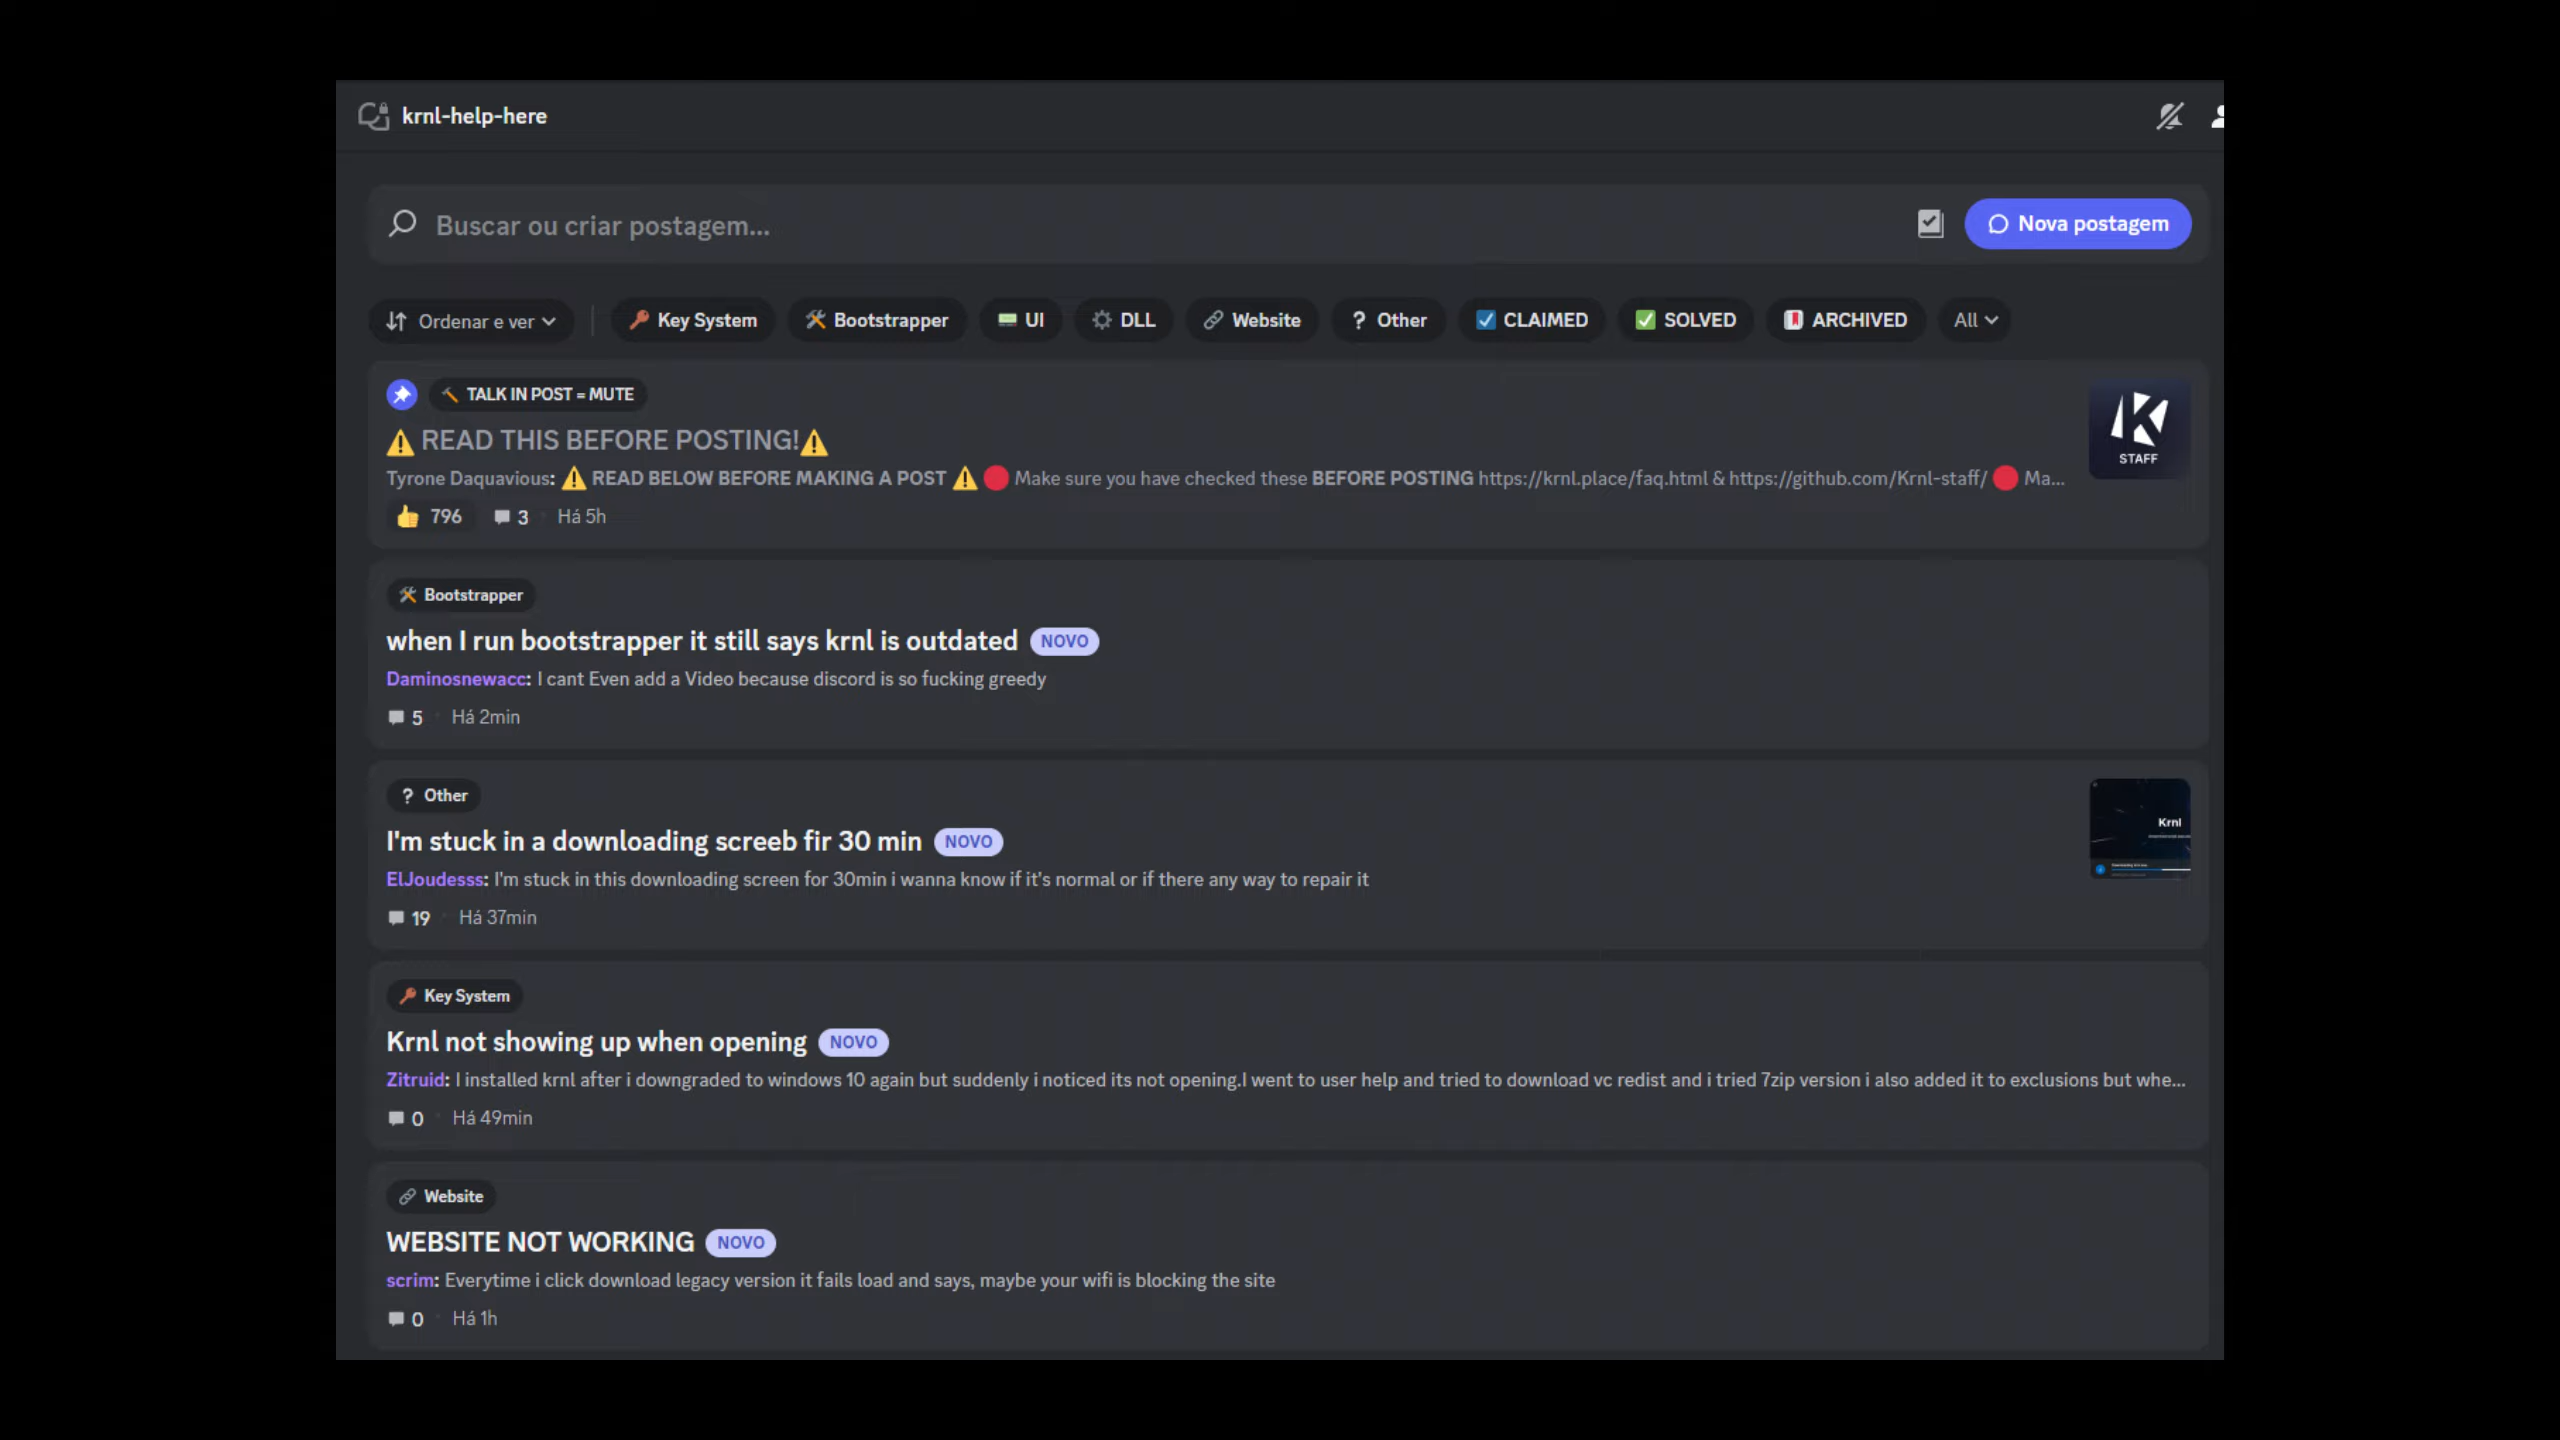 krnl-help-here
Buscar ou criar postagem...
Nova postagem
Ordenar e ver
Key System
Bootstrapper
UI
DLL
Website
? Other
CLAIMED
SOLVED
ARCHIVED
All
TALK IN POST = MUTE
READ THIS BEFORE POSTING!
Tyrone Daquavious: READ BELOW BEFORE MAKING A POST Make sure you have checked these BEFORE POSTING https://krnl.place/faq.html & https://github.com/Krnl-staff/ Ma...
STAFF
796 3 Há 5h
Bootstrapper
when I run bootstrapper it still says krnl is outdated NOVO
Daminosnewacc: I cant Even add a Video because discord is so fucking greedy
5 Há 2min
? Other
I'm stuck in a downloading screeb fir 30 min NOVO
ElJoudesss: I'm stuck in this downloading screen for 30min i wanna know if it's normal or if there any way to repair it
Krnl
19 Há 37min
Key System
Krnl not showing up when opening NOVO
Zitruid: I installed krnl after i downgraded to windows 10 again but suddenly i noticed its not opening.I went to user help and tried to download vc redist and i tried 7zip version i also added it to exclusions but whe...
0 Há 49min
Website
WEBSITE NOT WORKING NOVO
scrim: Everytime i click download legacy version it fails load and says, maybe your wifi is blocking the site
0 Há 1h